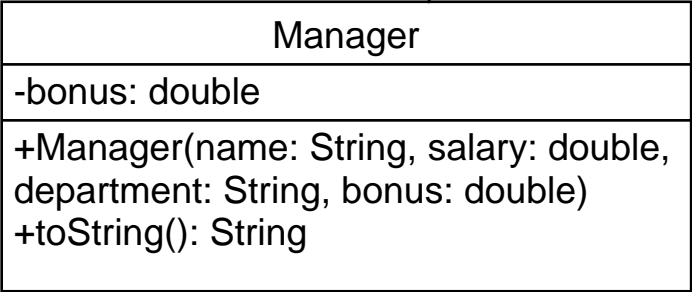 Manager
-bonus: double
+Manager(name: String, salary: double,
department: String, bonus: double)
+toString(): String